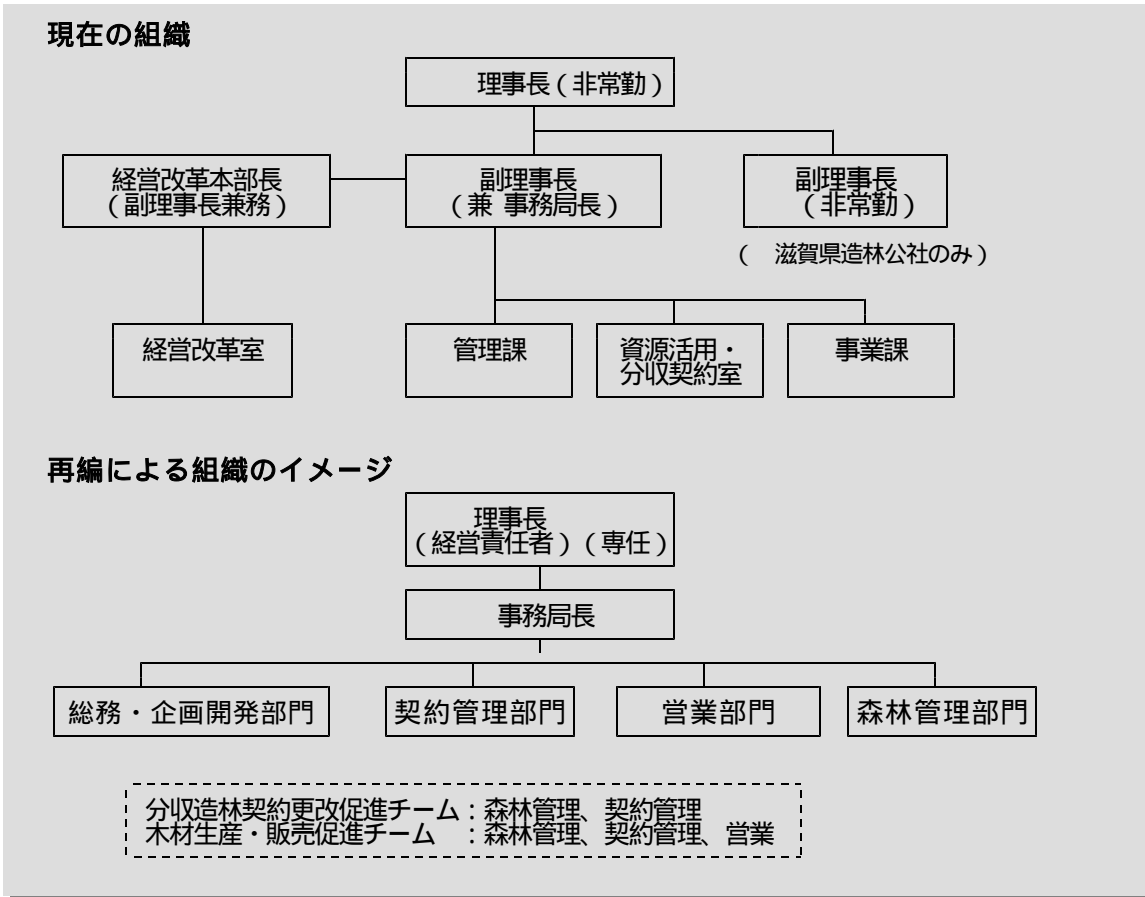 現在の組織
理事長（非常勤）
経営改革本部長
（副理事長兼務）
副理事長
（兼 事務局長）
副理事長
（非常勤）
（　滋賀県造林公社のみ）
経営改革室
管理課
資源活用・
分収契約室
事業課
再編による組織のイメージ
理事長
（経営責任者）（専任）
事務局長
総務・企画開発部門
契約管理部門
営業部門
森林管理部門
分収造林契約更改促進チーム：森林管理、契約管理
木材生産・販売促進チーム　：森林管理、契約管理、営業